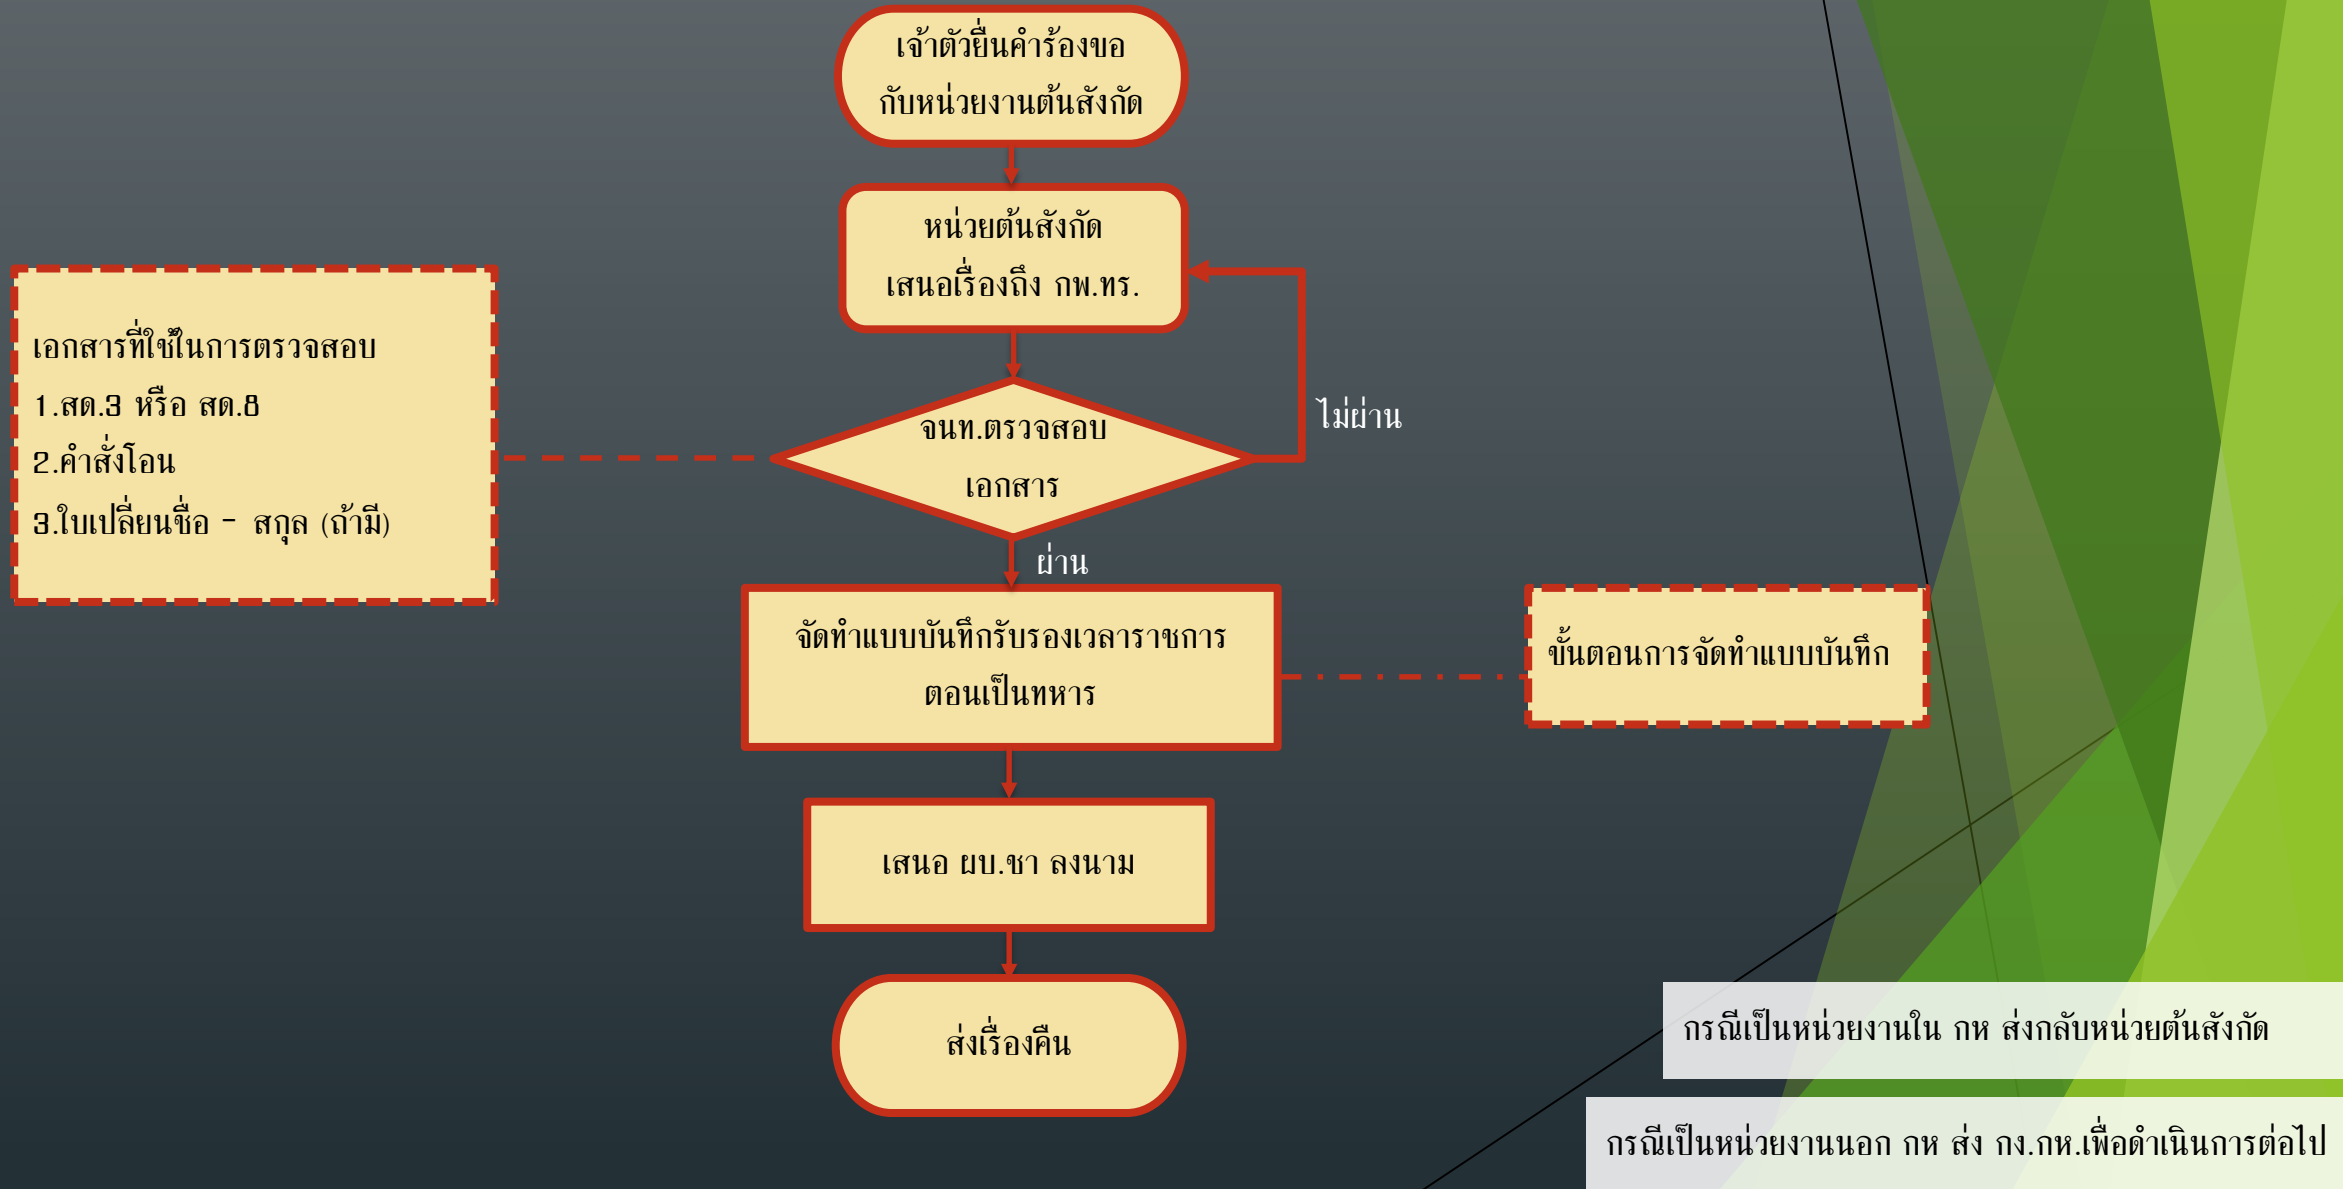 เจ้าตัวยื่นคำร้องขอ
กับหน่วยงานต้นสังกัด
หน่วยต้นสังกัด
เสนอเรื่องถึง กพ.ทร.
เอกสารที่ใช้ในการตรวจสอบ
1.สด.3 หรือ สด.8
2.คำสั่งโอน
3.ใบเปลี่ยนชื่อ - สกุล (ถ้ามี)
จนท.ตรวจสอบ
เอกสาร
ไม่ผ่าน
ผ่าน
จัดทำแบบบันทึกรับรองเวลาราชการ
ตอนเป็นทหาร
ขั้นตอนการจัดทำแบบบันทึก
เสนอ ผบ.ชา ลงนาม
ส่งเรื่องคืน
กรณีเป็นหน่วยงานใน กห ส่งกลับหน่วยต้นสังกัด
กรณีเป็นหน่วยงานนอก กห ส่ง กง.กห.เพื่อดำเนินการต่อไป